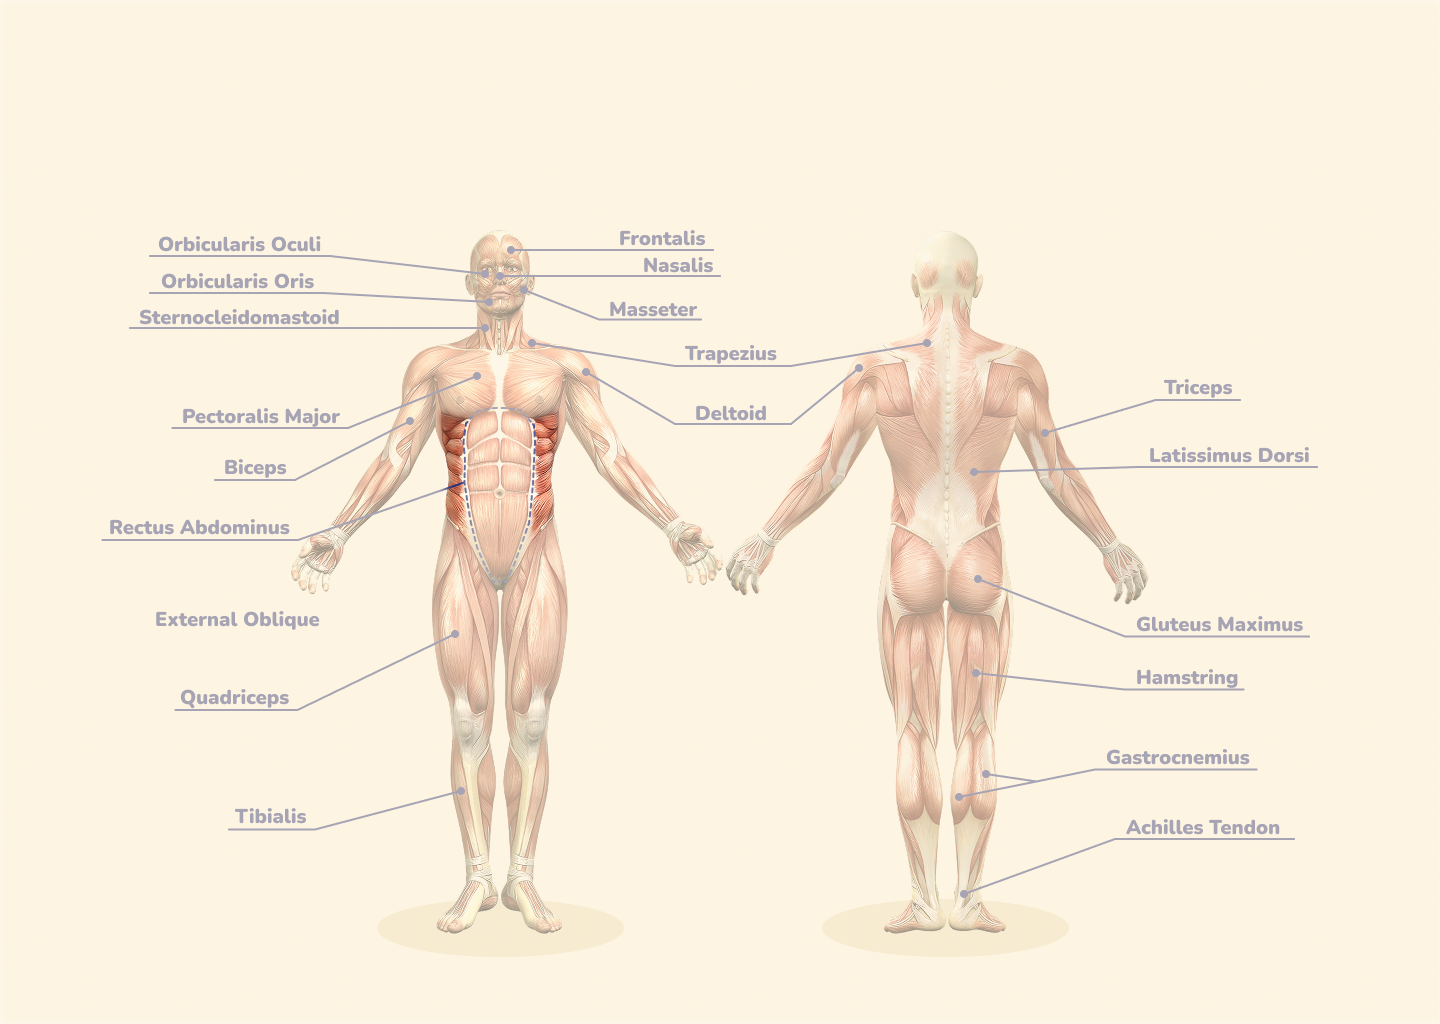 Orbicularis Oculi
Frontalis
Nasalis
Orbicularis Oris
Masseter
Sternocleidomastoid
Trapezius
Triceps
Pectoralis Major
Deltoid
Latissimus Dorsi
Biceps
Rectus Abdominus
External Oblique
Gluteus Maximus
Hamstring
Quadriceps
Gastrocnemius
Tibialis
Achilles Tendon